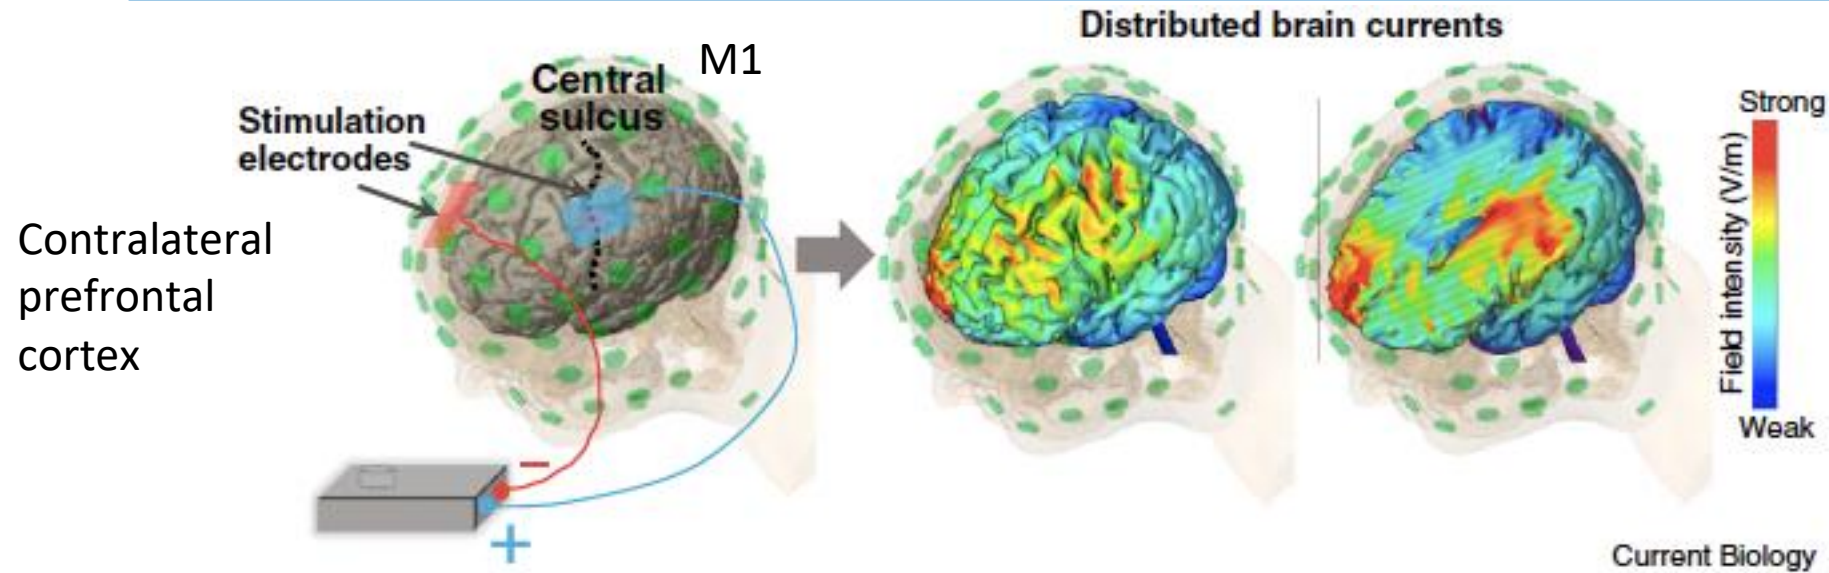 Distributed brain currents
M1
Central
sulcus
Stimulation
electrodes
Contralateral
prefrontal
cortex
−
+
Strong
Field intensity (V/m)
Weak
Current Biology